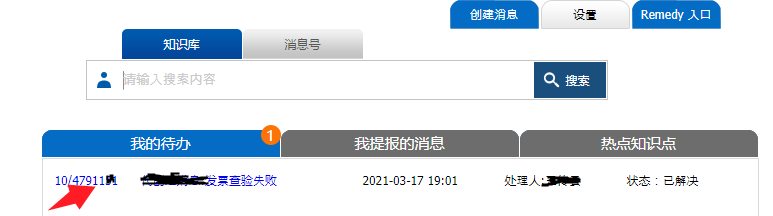 创建消息 设置 Remedy 入口
知识库 消息号
请输入搜索内容 搜索
我的待办 1 我提报的消息 热点知识点
发票查验失败 2021-03-17 19:01 处理人: 状态：已解决